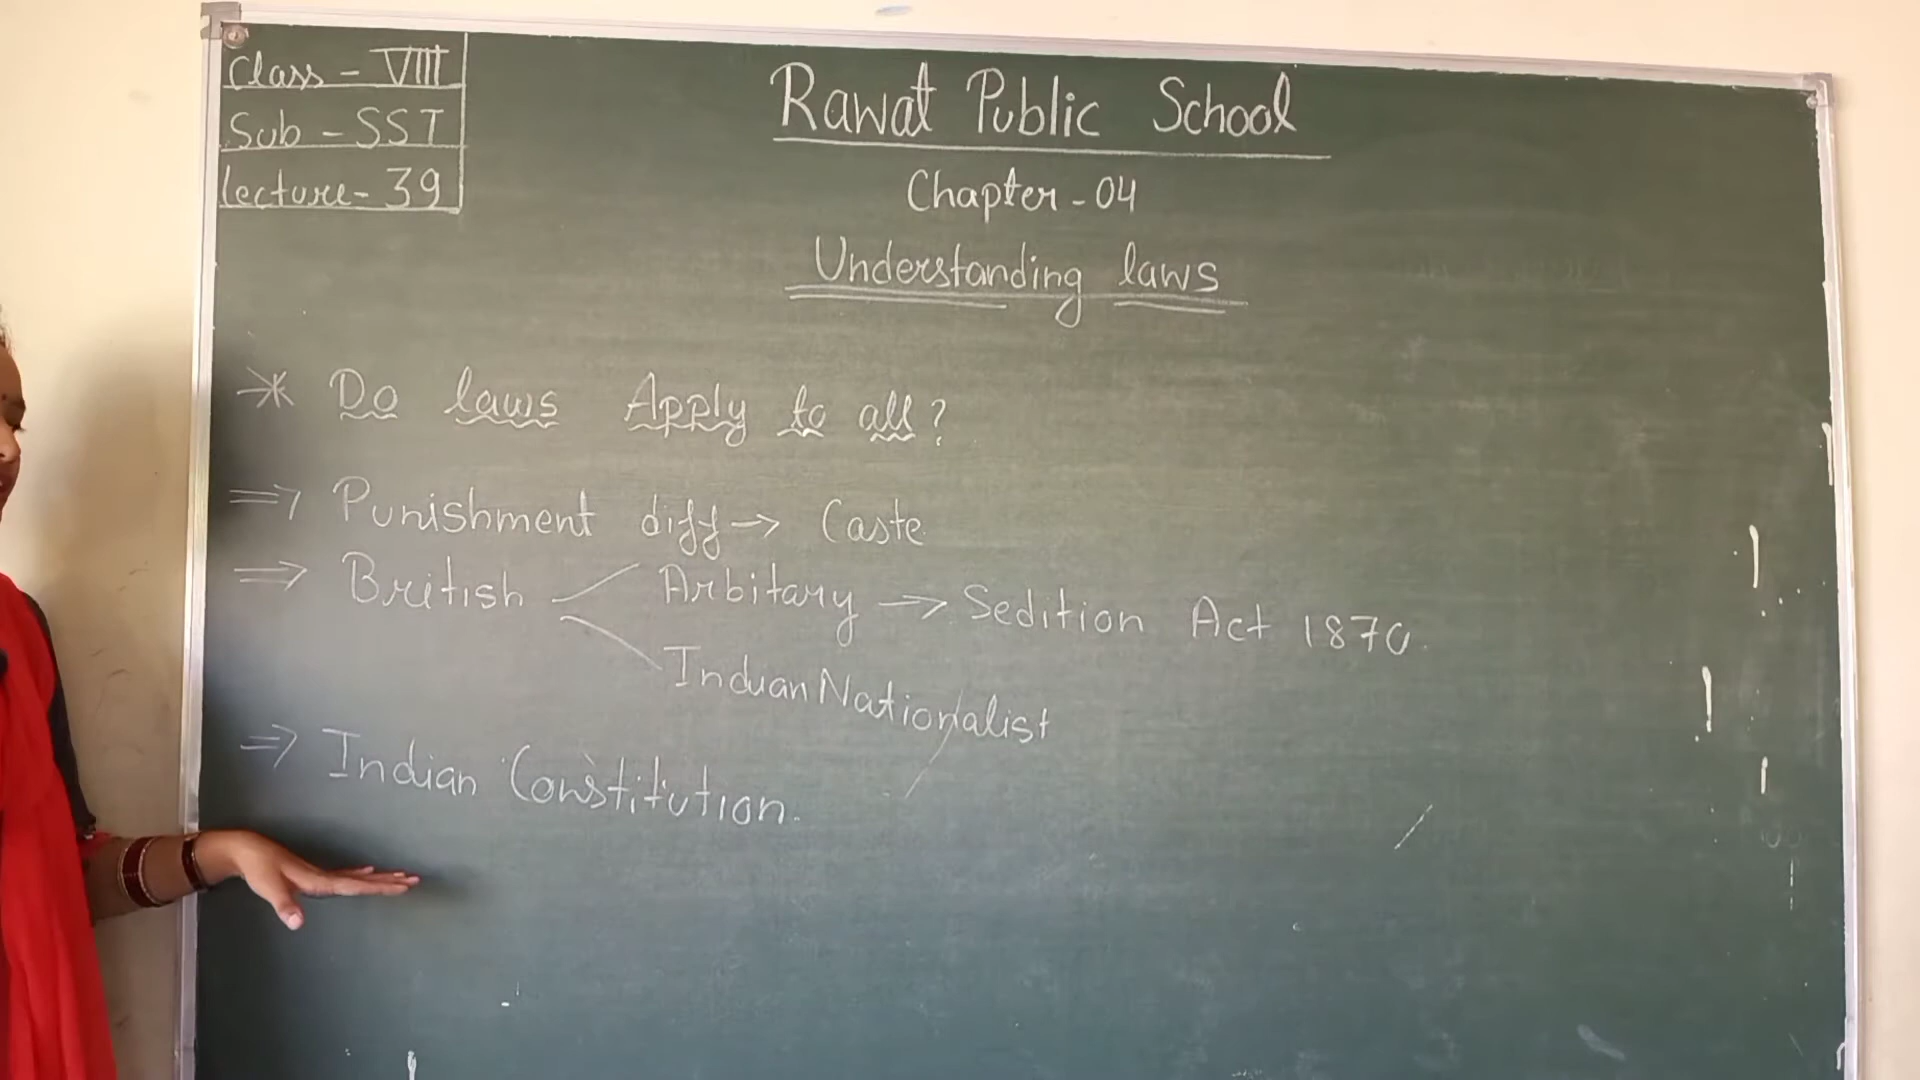 Class - VIII
Sub - SST
Lecture - 39
Rawat Public School
Chapter - 04
Understanding laws
* Do laws Apply to all?
⇒ Punishment diff → Caste
⇒ British Arbitary → Sedition Act 1870.
Indian Nationalist
⇒ Indian Constitution.